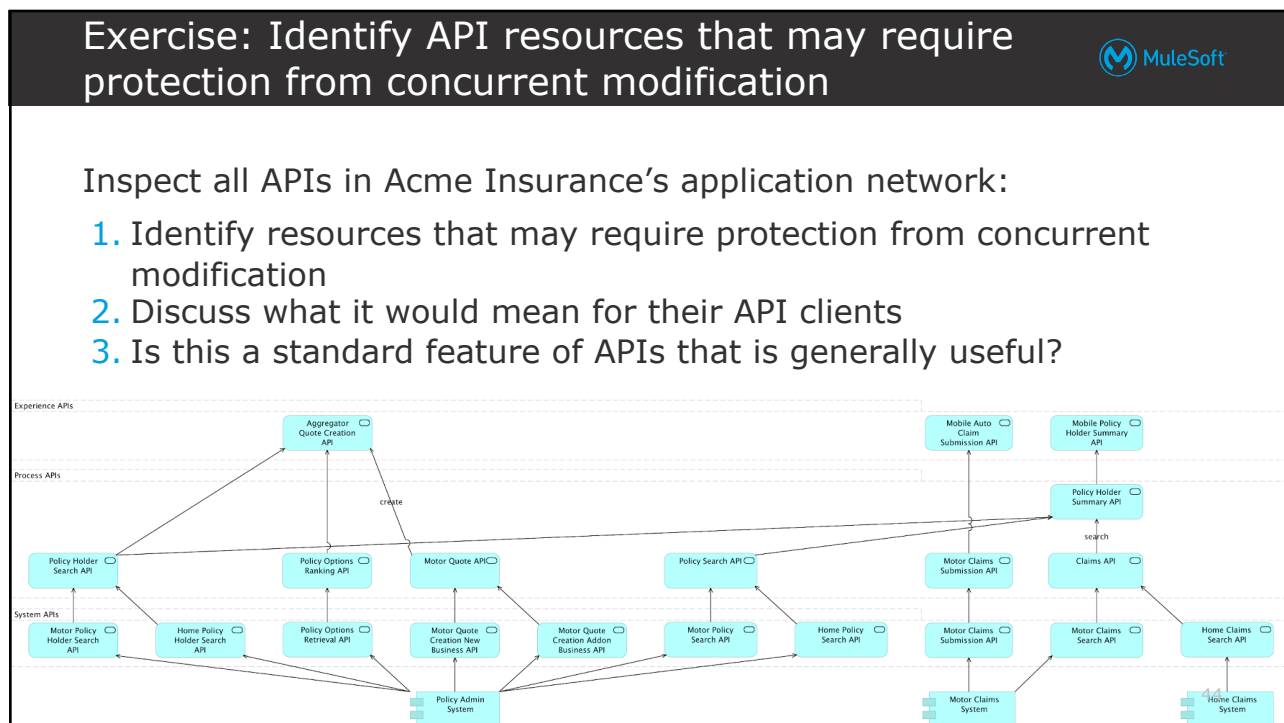 Exercise: Identify API resources that may require
protection from concurrent modification
MuleSoft
Inspect all APIs in Acme Insurance’s application network:
1. Identify resources that may require protection from concurrent
modification
2. Discuss what it would mean for their API clients
3. Is this a standard feature of APIs that is generally useful?
Experience APIs
Aggregator
Quote Creation
API
Mobile Auto
Claim
Submission API
Mobile Policy
Holder Summary
API
Process APIs
create
Policy Holder
Summary API
search
Policy Holder
Search API
Policy Options
Ranking API
Motor Quote API
Policy Search API
Motor Claims
Submission API
Claims API
System APIs
Motor Policy
Holder Search
API
Home Policy
Holder Search
API
Policy Options
Retrieval API
Motor Quote
Creation New
Business API
Motor Quote
Creation Addon
Business API
Motor Policy
Search API
Home Policy
Search API
Motor Claims
Submission API
Motor Claims
Search API
Home Claims
Search API
Policy Admin
System
Motor Claims
System
44
Home Claims
System